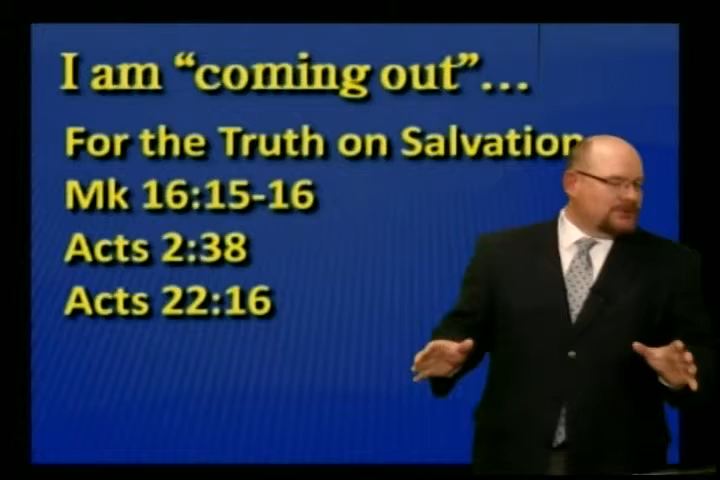 I am “coming out”...
For the Truth on Salvation
Mk 16:15-16
Acts 2:38
Acts 22:16